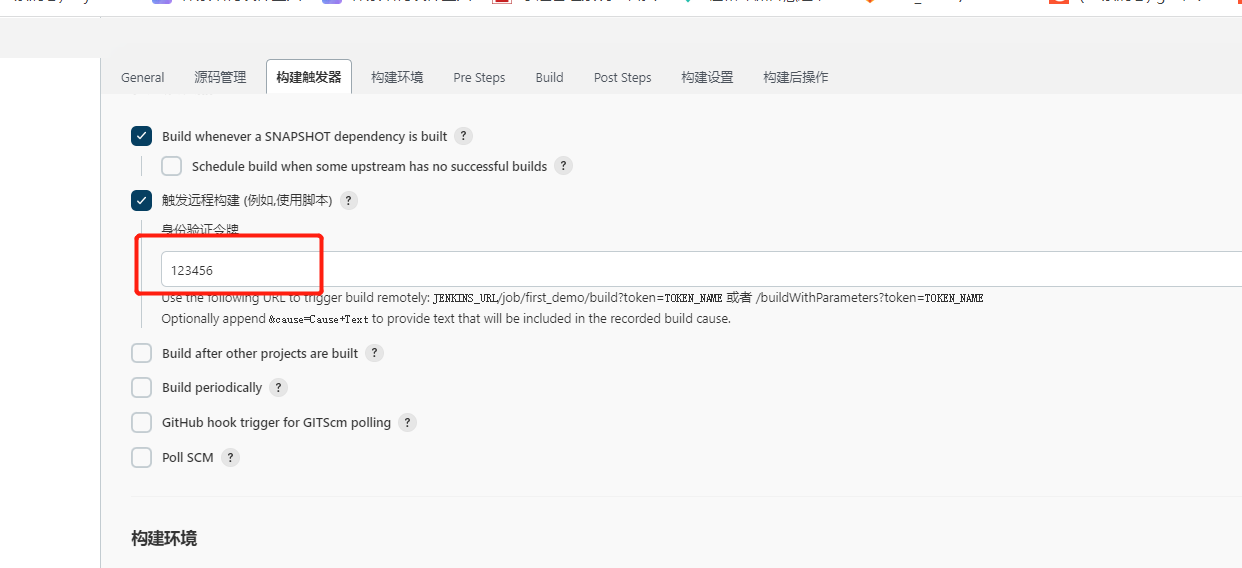 General 源码管理 构建触发器 构建环境 Pre Steps Build Post Steps 构建设置 构建后操作
Build whenever a SNAPSHOT dependency is built ?
Schedule build when some upstream has no successful builds ?
触发远程构建 (例如,使用脚本) ?
身份验证令牌
123456
Use the following URL to trigger build remotely: JENKINS_URL/job/first_demo/build?token=TOKEN_NAME 或者 /buildWithParameters?token=TOKEN_NAME
Optionally append &cause=Cause+Text to provide text that will be included in the recorded build cause.
Build after other projects are built ?
Build periodically ?
GitHub hook trigger for GITScm polling ?
Poll SCM ?
构建环境